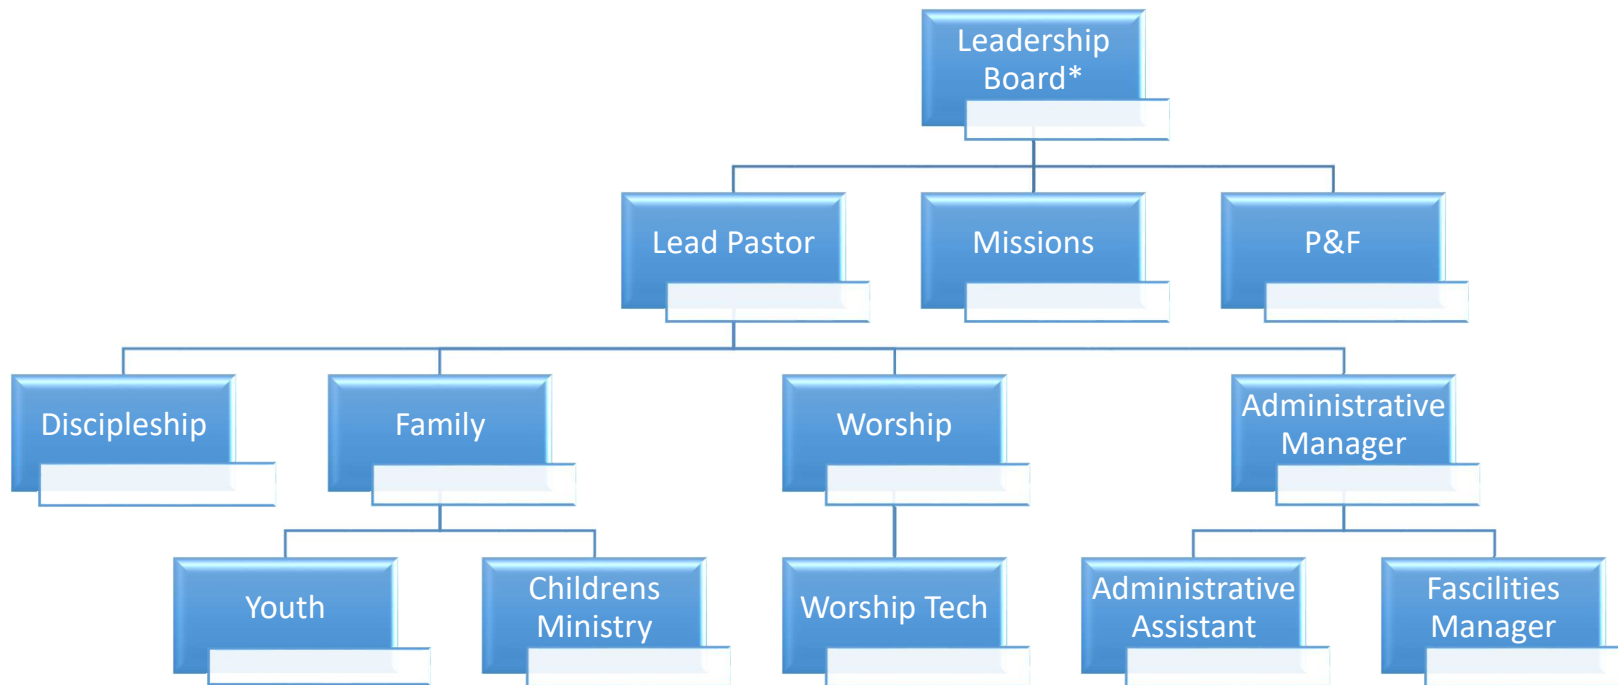 Leadership
Board*
Lead Pastor
Missions
P&F
Discipleship
Family
Worship
Administrative
Manager
Youth
Childrens
Ministry
Worship Tech
Administrative
Assistant
Fascilities
Manager